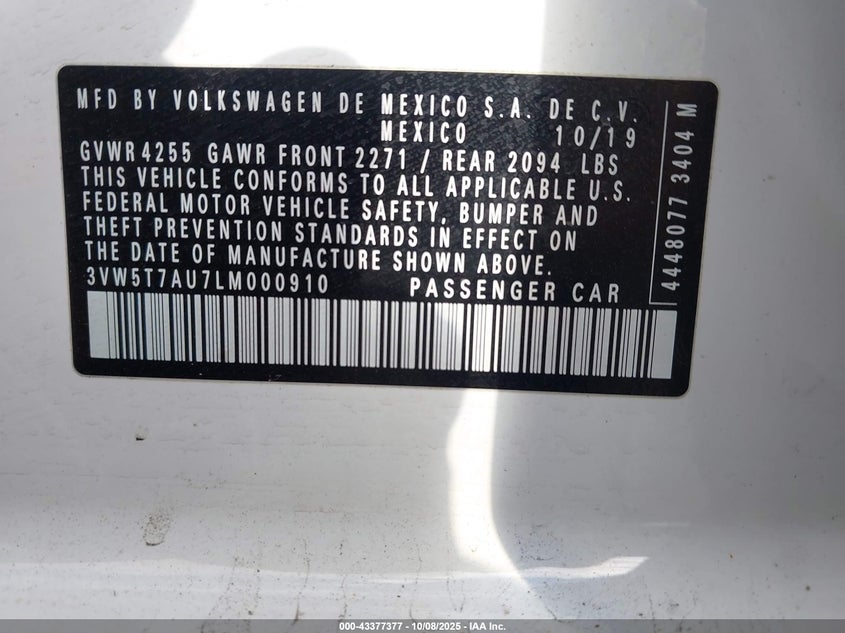 MFD BY VOLKSWAGEN DE MEXICO S.A. DE C.V.
MEXICO 10/19
GVWR 4255 GAWR FRONT 2271 / REAR 2094 LBS
THIS VEHICLE CONFORMS TO ALL APPLICABLE U.S.
FEDERAL MOTOR VEHICLE SAFETY, BUMPER AND
THEFT PREVENTION STANDARDS IN EFFECT ON
THE DATE OF MANUFACTURE SHOWN ABOVE.
3VW5T7AU7LM000910 PASSENGER CAR
4448077 3404 M
000-43377377 - 10/08/2025 - IAA Inc.